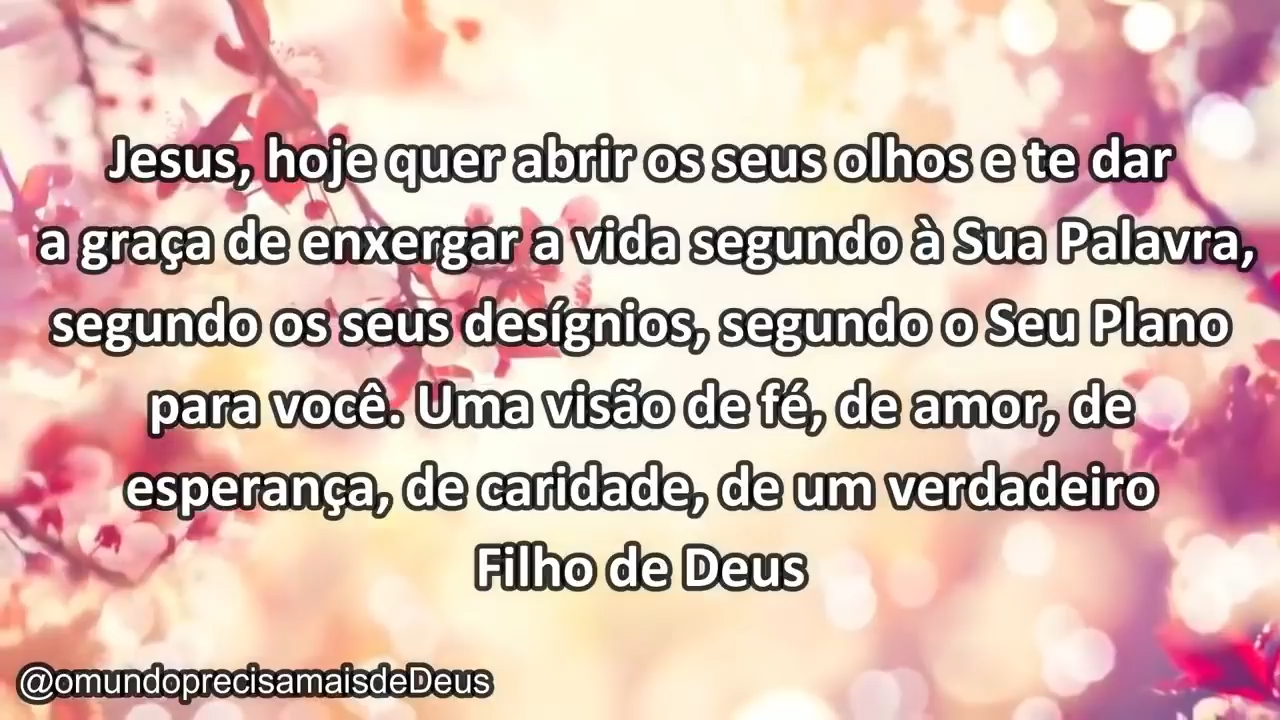 Jesus, hoje quer abrir os seus olhos e te dar
a graça de enxergar a vida segundo à Sua Palavra,
segundo os seus desígnios, segundo o Seu Plano
para você. Uma visão de fé, de amor, de
esperança, de caridade, de um verdadeiro
Filho de Deus
@omundoprecisamaisdeDeus